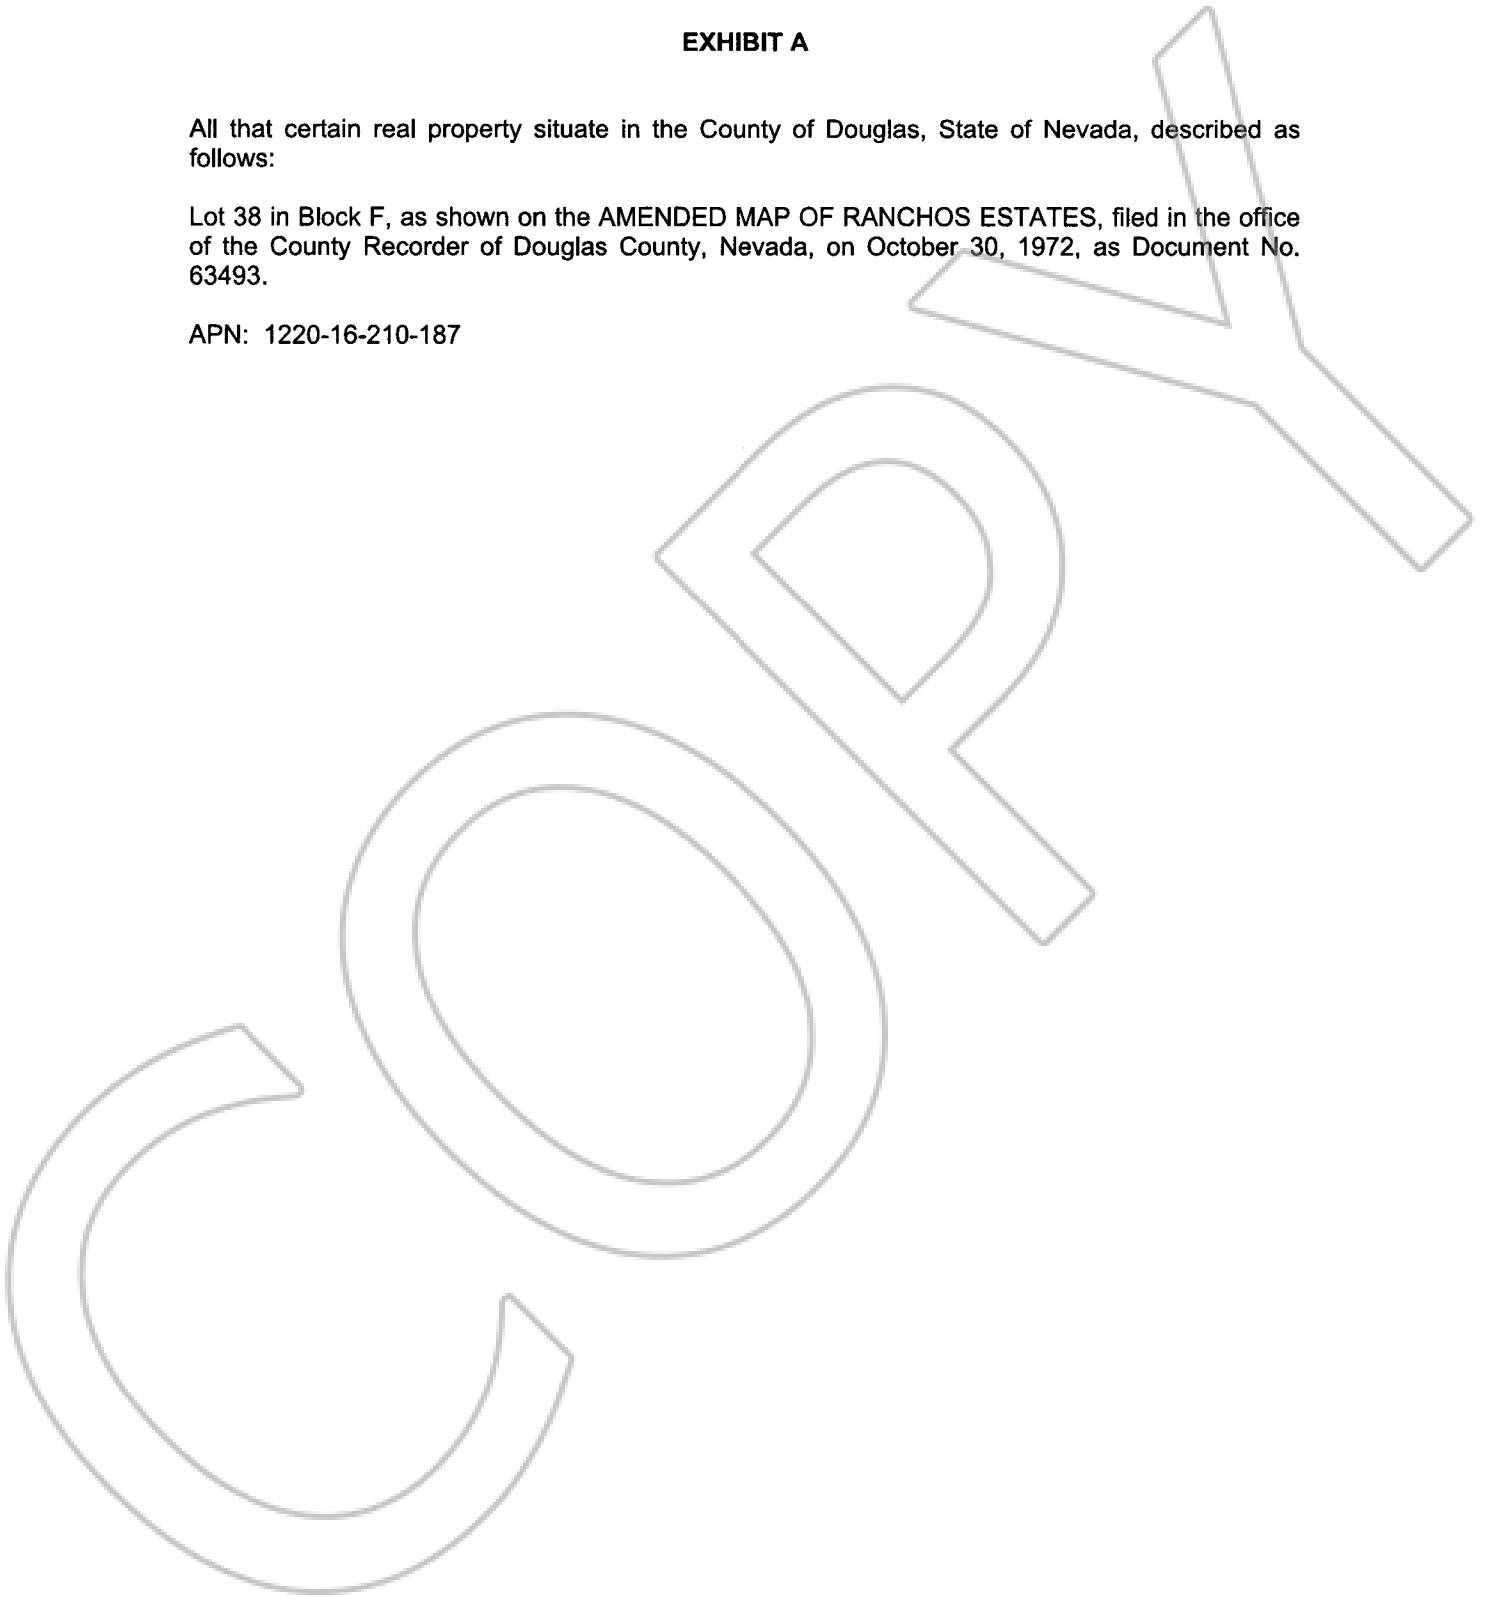 EXHIBIT A
All that certain real property situate in the County of Douglas, State of Nevada, described as
follows:
Lot 38 in Block F, as shown on the AMENDED MAP OF RANCHOS ESTATES, filed in the office
of the County Recorder of Douglas County, Nevada, on October 30, 1972, as Document No.
63493.
APN: 1220-16-210-187
COPY